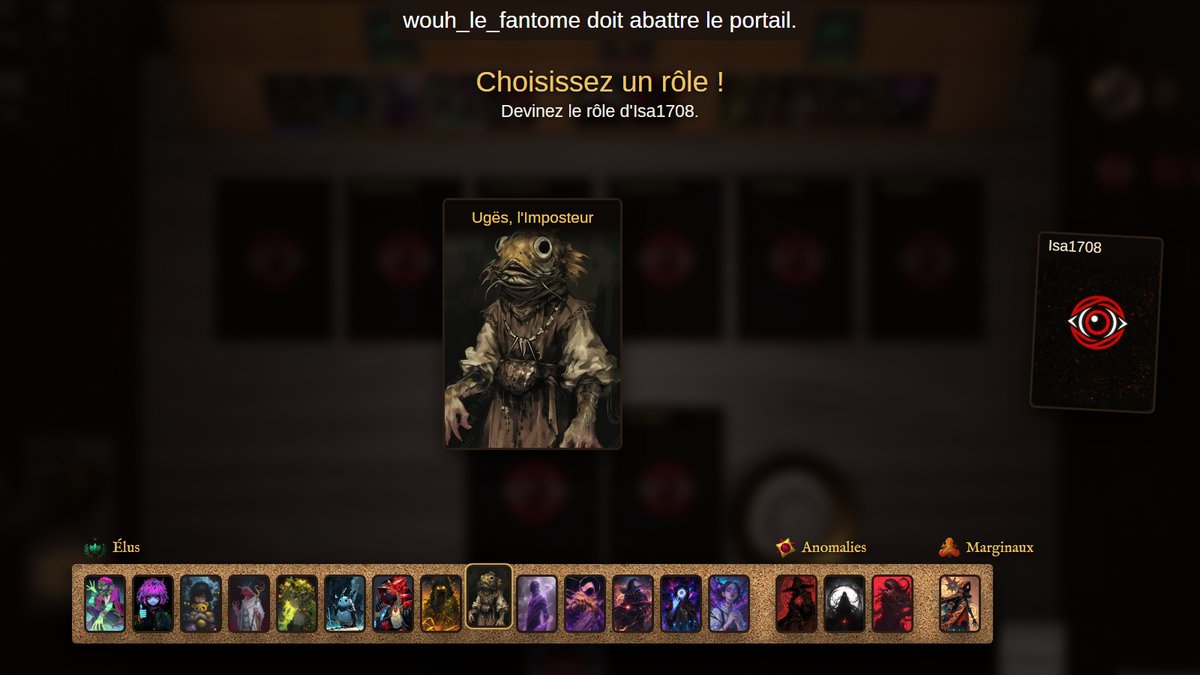 wouh_le_fantome doit abattre le portail.
Choisissez un rôle !
Devinez le rôle d'Isa1708.
Ugës, l'Imposteur
Isa1708
Élus
Anomalies
Marginaux